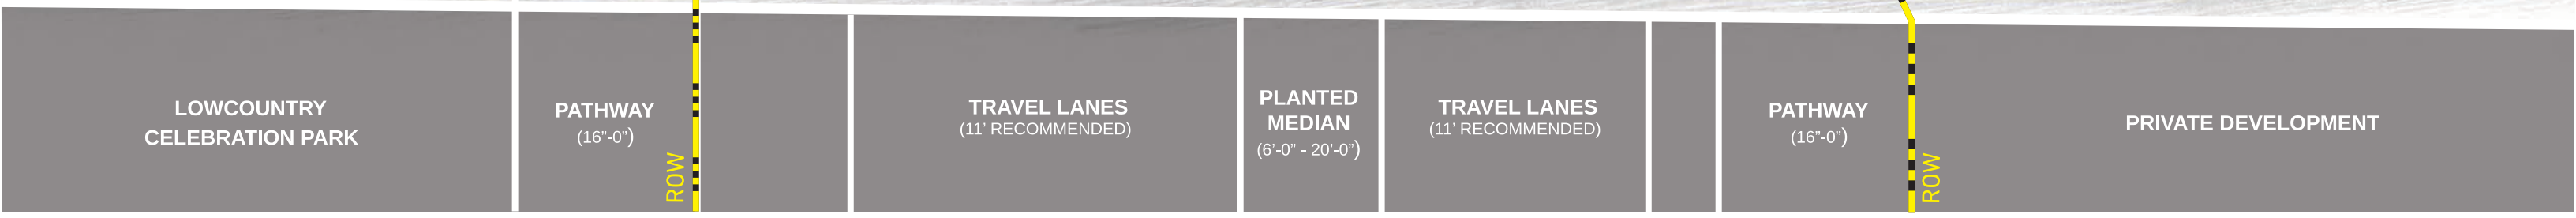 LOWCOUNTRY
CELEBRATION PARK
PATHWAY
(16”-0”)
ROW
TRAVEL LANES
(11’ RECOMMENDED)
PLANTED
MEDIAN
(6’-0” - 20’-0”)
TRAVEL LANES
(11’ RECOMMENDED)
PATHWAY
(16”-0”)
ROW
PRIVATE DEVELOPMENT